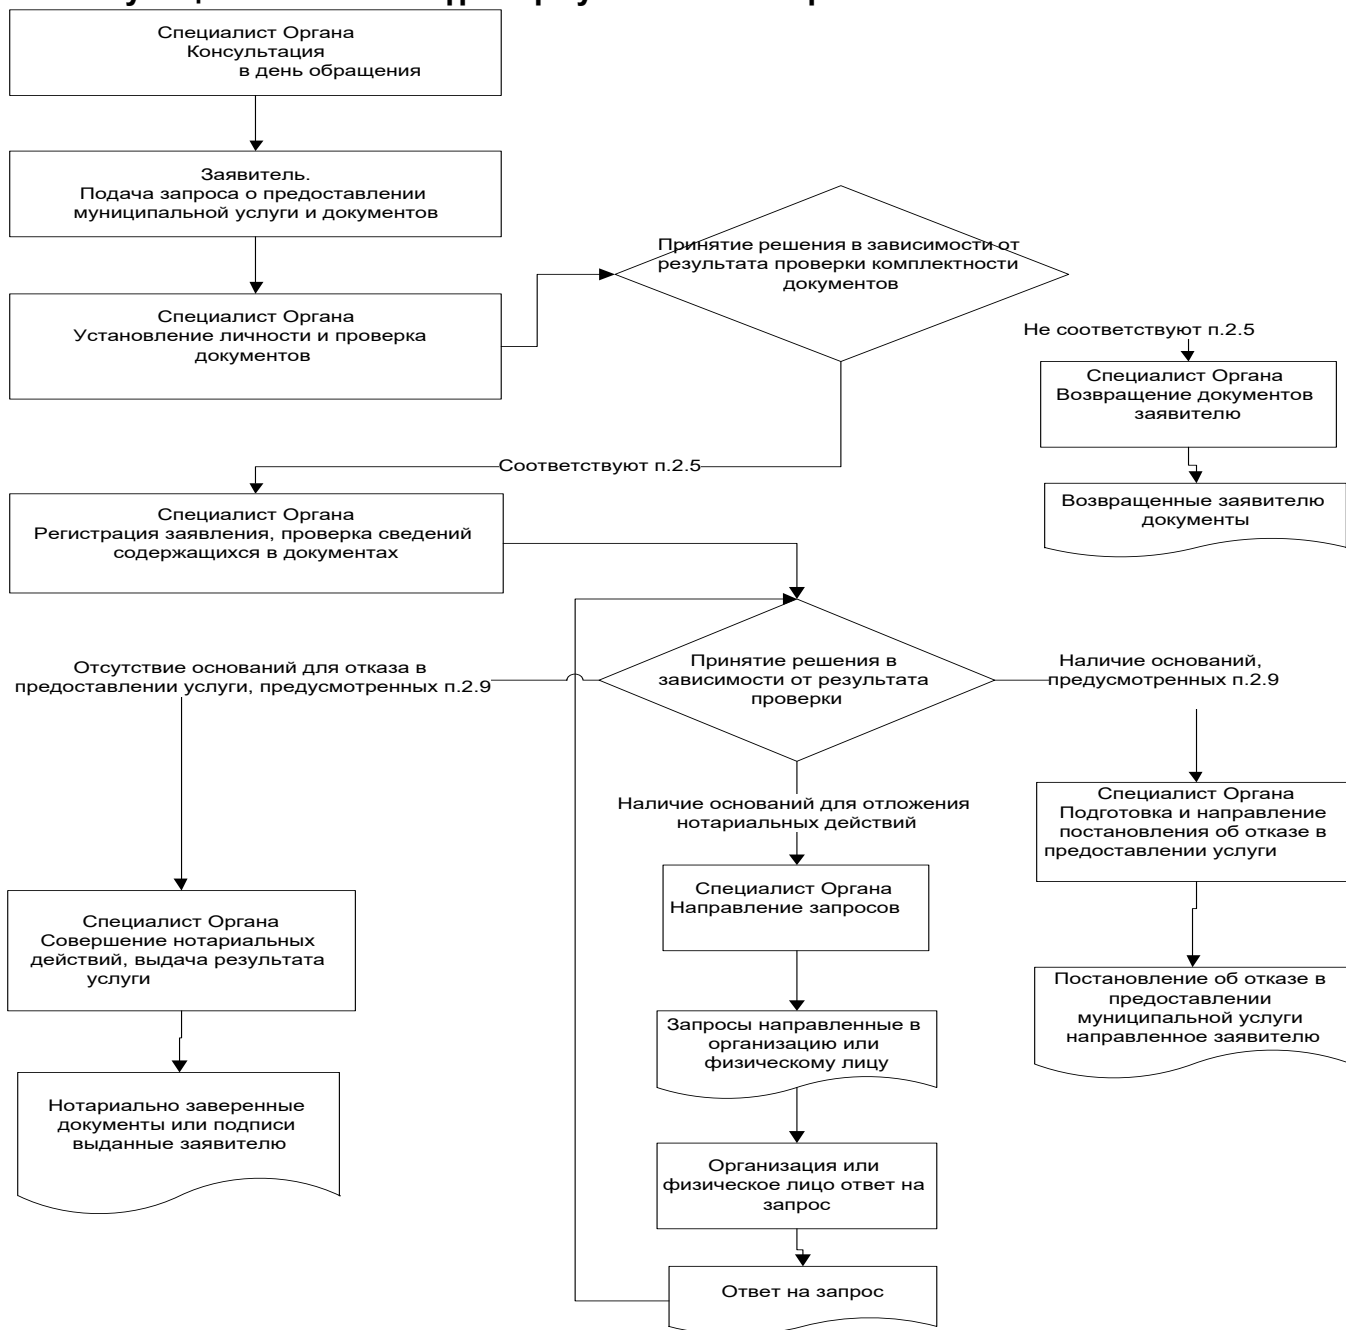 Специалист Органа
Консультация
в день обращения
Заявитель.
Подача запроса о предоставлении
муниципальной услуги и документов
Принятие решения в зависимости от
результата проверки комплектности
документов
Специалист Органа
Установление личности и проверка
документов
Не соответствуют п.2.5
Специалист Органа
Возвращение документов
заявителю
Соответствуют п.2.5
Возвращенные заявителю
документы
Специалист Органа
Регистрация заявления, проверка сведений
содержащихся в документах
Отсутствие оснований для отказа в
предоставлении услуги, предусмотренных п.2.9
Принятие решения в
зависимости от результата
проверки
Наличие оснований,
предусмотренных п.2.9
Наличие оснований для отложения
нотариальных действий
Специалист Органа
Подготовка и направление
постановления об отказе в
предоставлении услуги
Специалист Органа
Направление запросов
Специалист Органа
Совершение нотариальных
действий, выдача результата
услуги
Постановление об отказе в
предоставлении
муниципальной услуги
направленное заявителю
Запросы направленные в
организацию или
физическому лицу
Нотариально заверенные
документы или подписи
выданные заявителю
Организация или
физическое лицо ответ на
запрос
Ответ на запрос